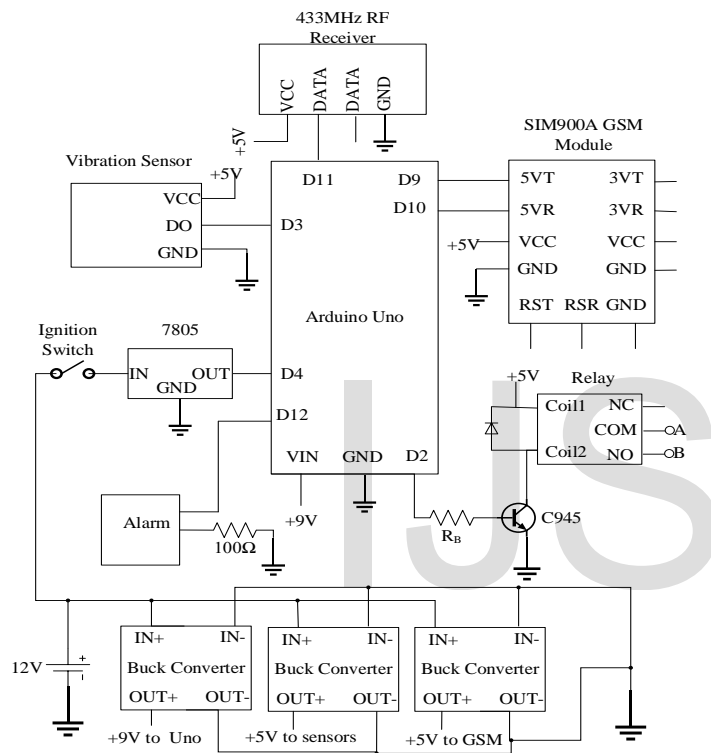 433MHz RF
Receiver
VCC
DATA
DATA
GND
+5V
SIM900A GSM
Module
Vibration Sensor
+5V
VCC
DO
GND
D11
D9
D10
D3
Arduino Uno
D4
D12
VIN
GND
D2
+9V
5VT
5VR
VCC
GND
+5V
3VT
3VR
VCC
GND
RST
RSR
GND
Ignition
Switch
7805
IN
OUT
GND
+5V
Relay
Coil1
NC
COM
A
Coil2
NO
B
Alarm
100Ω
RB
C945
IJS
12V
+
-
IN+
IN-
Buck Converter
OUT+
OUT-
+9V to Uno
IN+
IN-
Buck Converter
OUT+
OUT-
+5V to sensors
IN+
IN-
Buck Converter
OUT+
OUT-
+5V to GSM